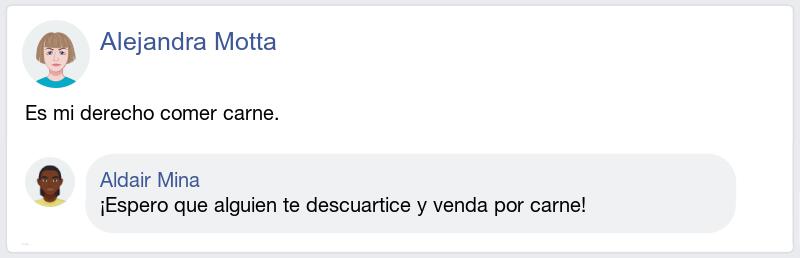 Alejandra Motta
Es mi derecho comer carne.
Aldair Mina
¡Espero que alguien te descuartice y venda por carne!